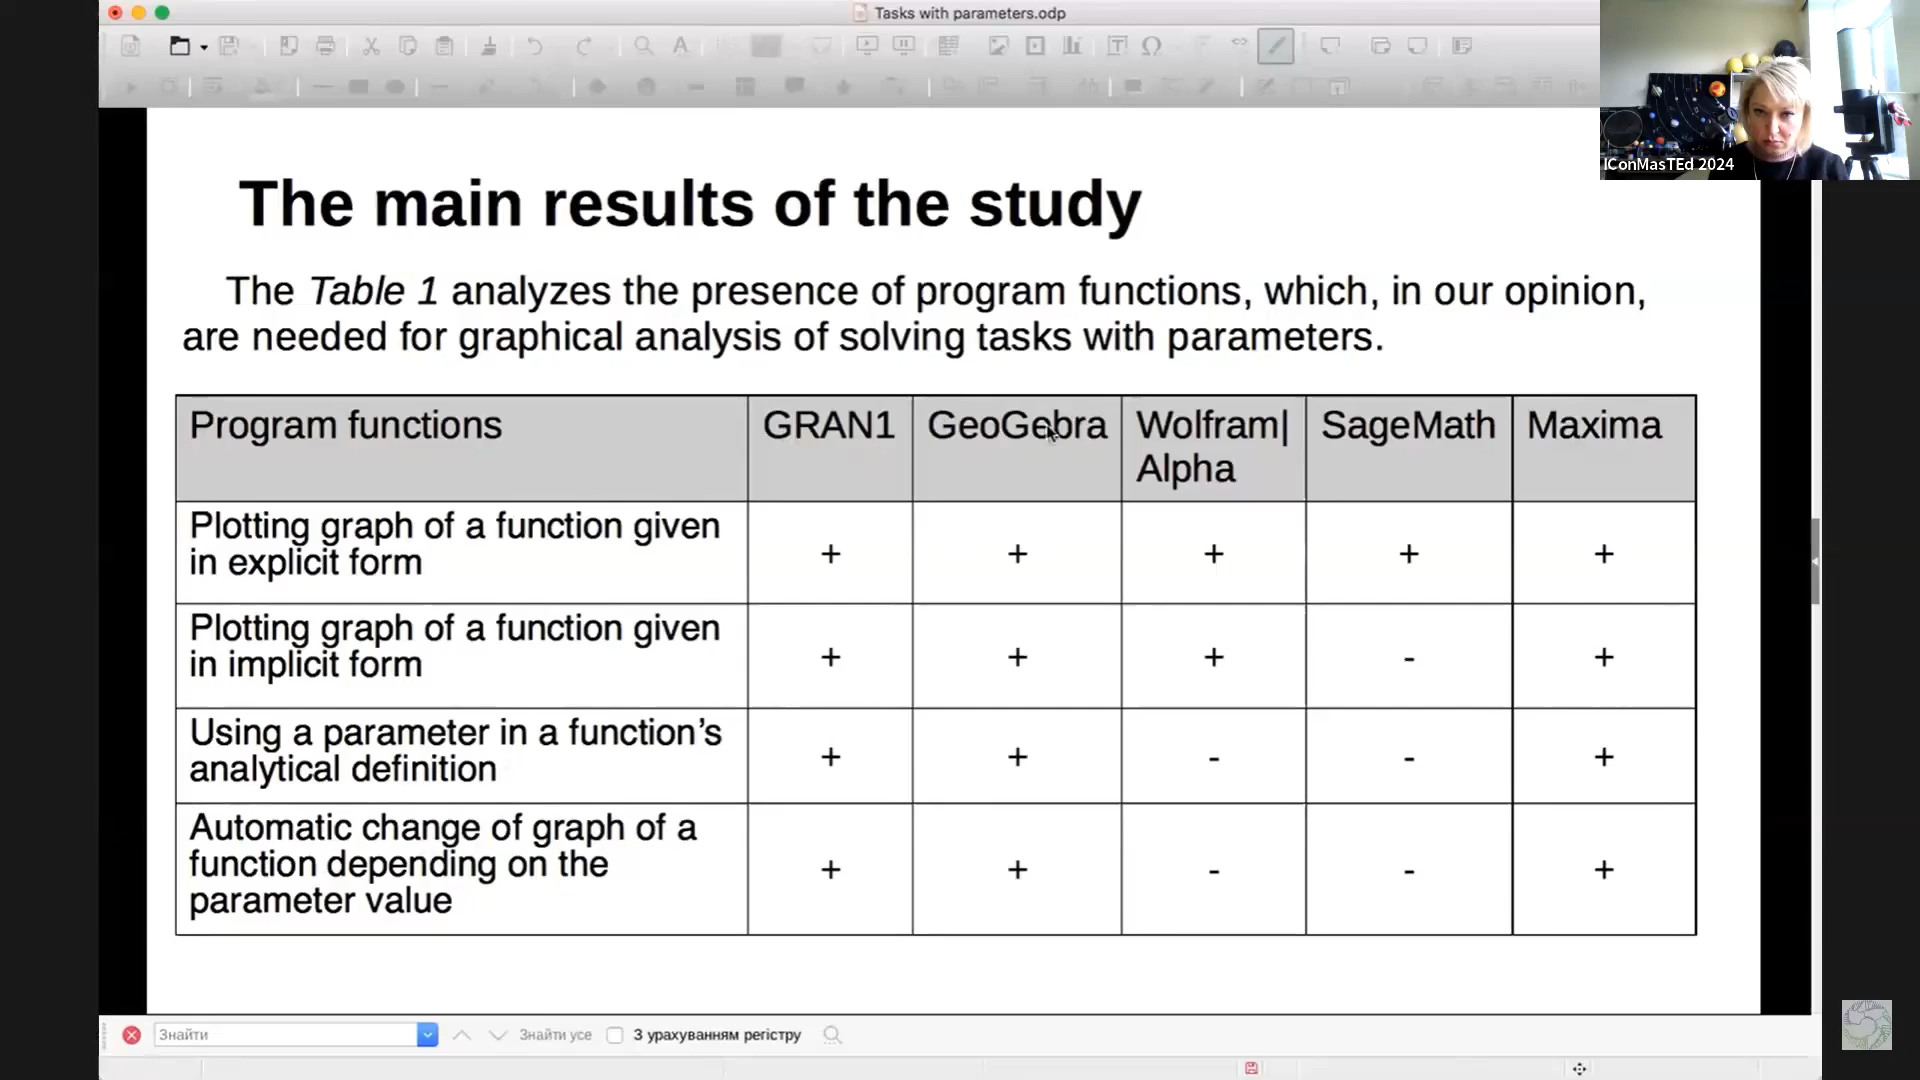 Tasks with parameters.odp
IConMasTEd 2024
The main results of the study
The Table 1 analyzes the presence of program functions, which, in our opinion,
are needed for graphical analysis of solving tasks with parameters.
Program functions GRAN1 GeoGebra Wolfram| SageMath Maxima
Alpha
Plotting graph of a function given
in explicit form
+ + + + +
Plotting graph of a function given
in implicit form
+ + + - +
Using a parameter in a function’s
analytical definition
+ + - - +
Automatic change of graph of a
function depending on the
parameter value
+ + - - +
Знайти Знайти усе З урахуванням регістру